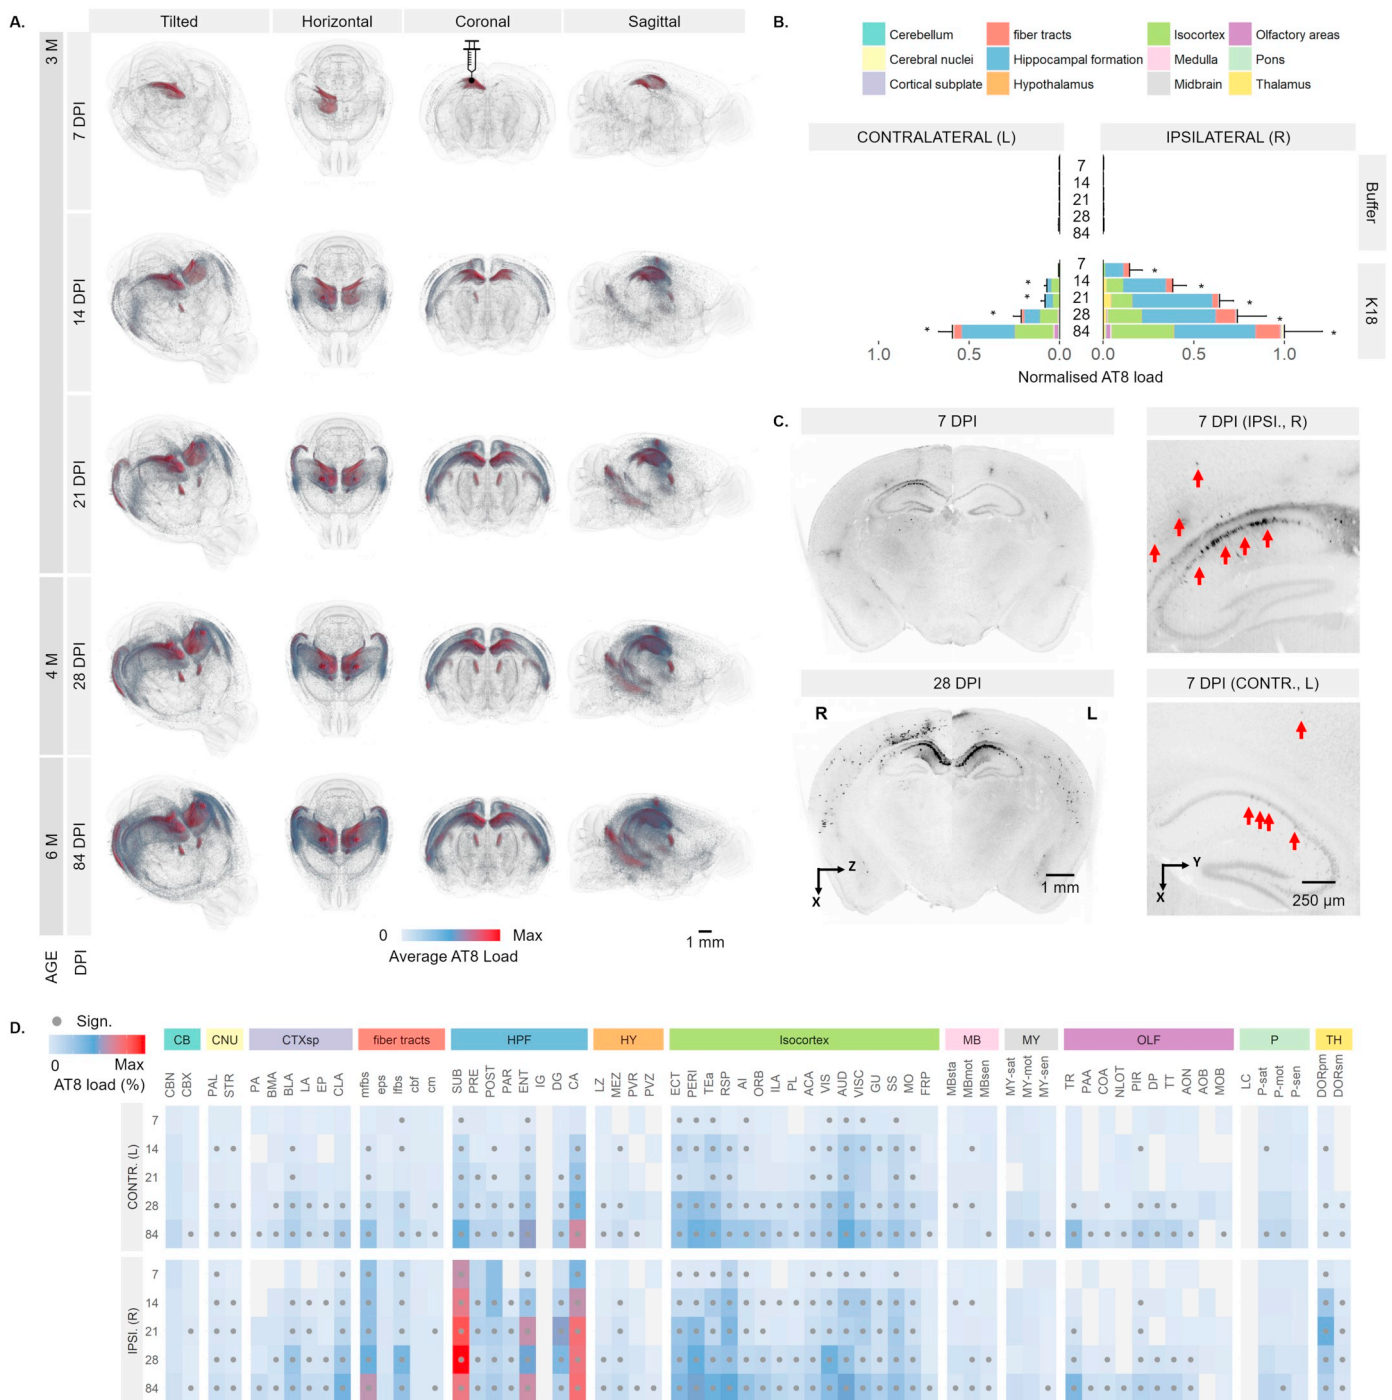 A.
Tilted
Horizontal
Coronal
Sagittal
3 M
7 DPI
14 DPI
21 DPI
4 M
28 DPI
6 M
84 DPI
AGE
DPI
0
Max
Average AT8 Load
1 mm
B.
Cerebellum
fiber tracts
Isocortex
Olfactory areas
Cerebral nuclei
Hippocampal formation
Medulla
Pons
Cortical subplate
Hypothalamus
Midbrain
Thalamus
CONTRALATERAL (L)
IPSILATERAL (R)
7
14
21
28
84
Buffer
7
14
21
28
84
K18
* * * *
* * * * *
1.0 0.5 0.0 0.0 0.5 1.0
Normalised AT8 load
C.
7 DPI
7 DPI (IPSI., R)
28 DPI
7 DPI (CONTR., L)
R
L
Z
X
1 mm
Y
X
250 µm
D.
Sign.
0 Max
AT8 load (%)
CB CNU CTXsp fiber tracts HPF HY Isocortex MB MY OLF P TH
CBN CBX PAL STR PA BMA BLA LA EP CLA mfbs eps lfbs cbf cm SUB PRE POST PAR ENT IG DG CA LZ MEZ PVR PVZ ECT PERI TEa RSP AI ORB ILA PL ACA VIS AUD VISC GU SS MO FRP MBsta MBmot MBsen MY-sat MY-mot MY-sen TR PAA COA NLOT PIR DP TT AON AOB MOB LC P-sat P-mot P-sen DORpm DORsm
CONTR. (L)
7
14
21
28
84
IPSI. (R)
7
14
21
28
84